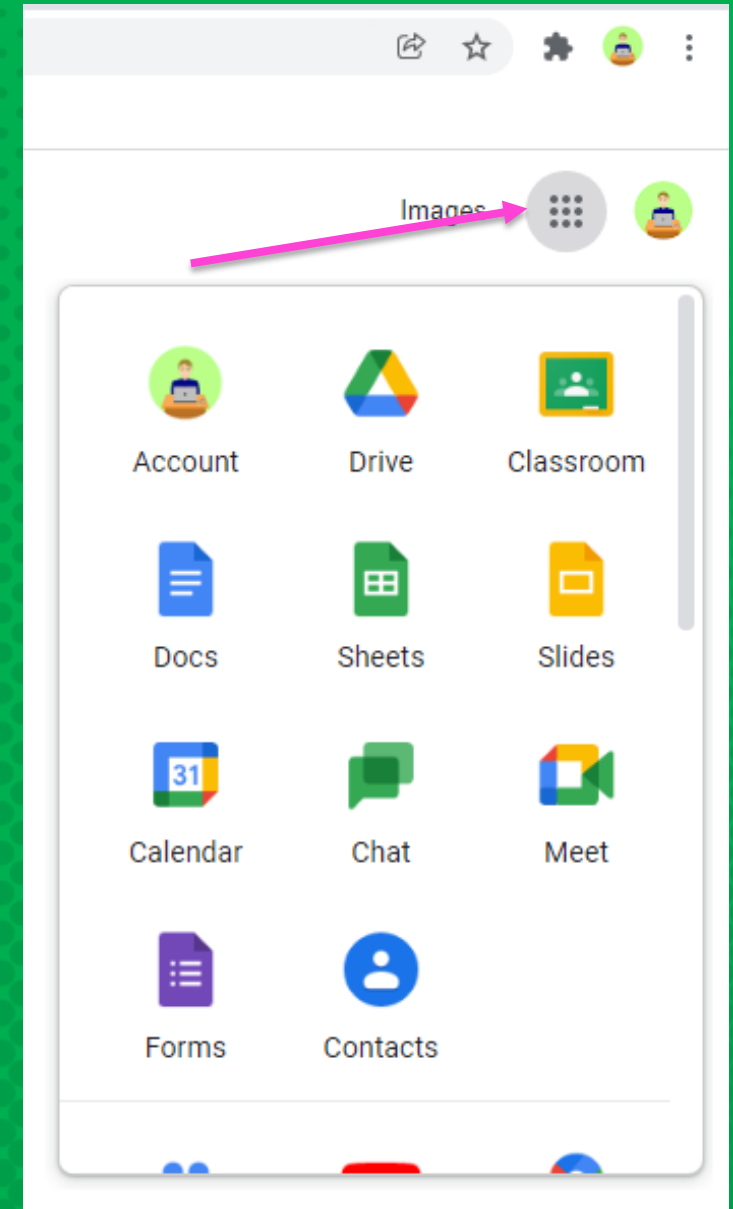 Images
Account Drive Classroom
Docs Sheets Slides
31
Calendar Chat Meet
Forms Contacts